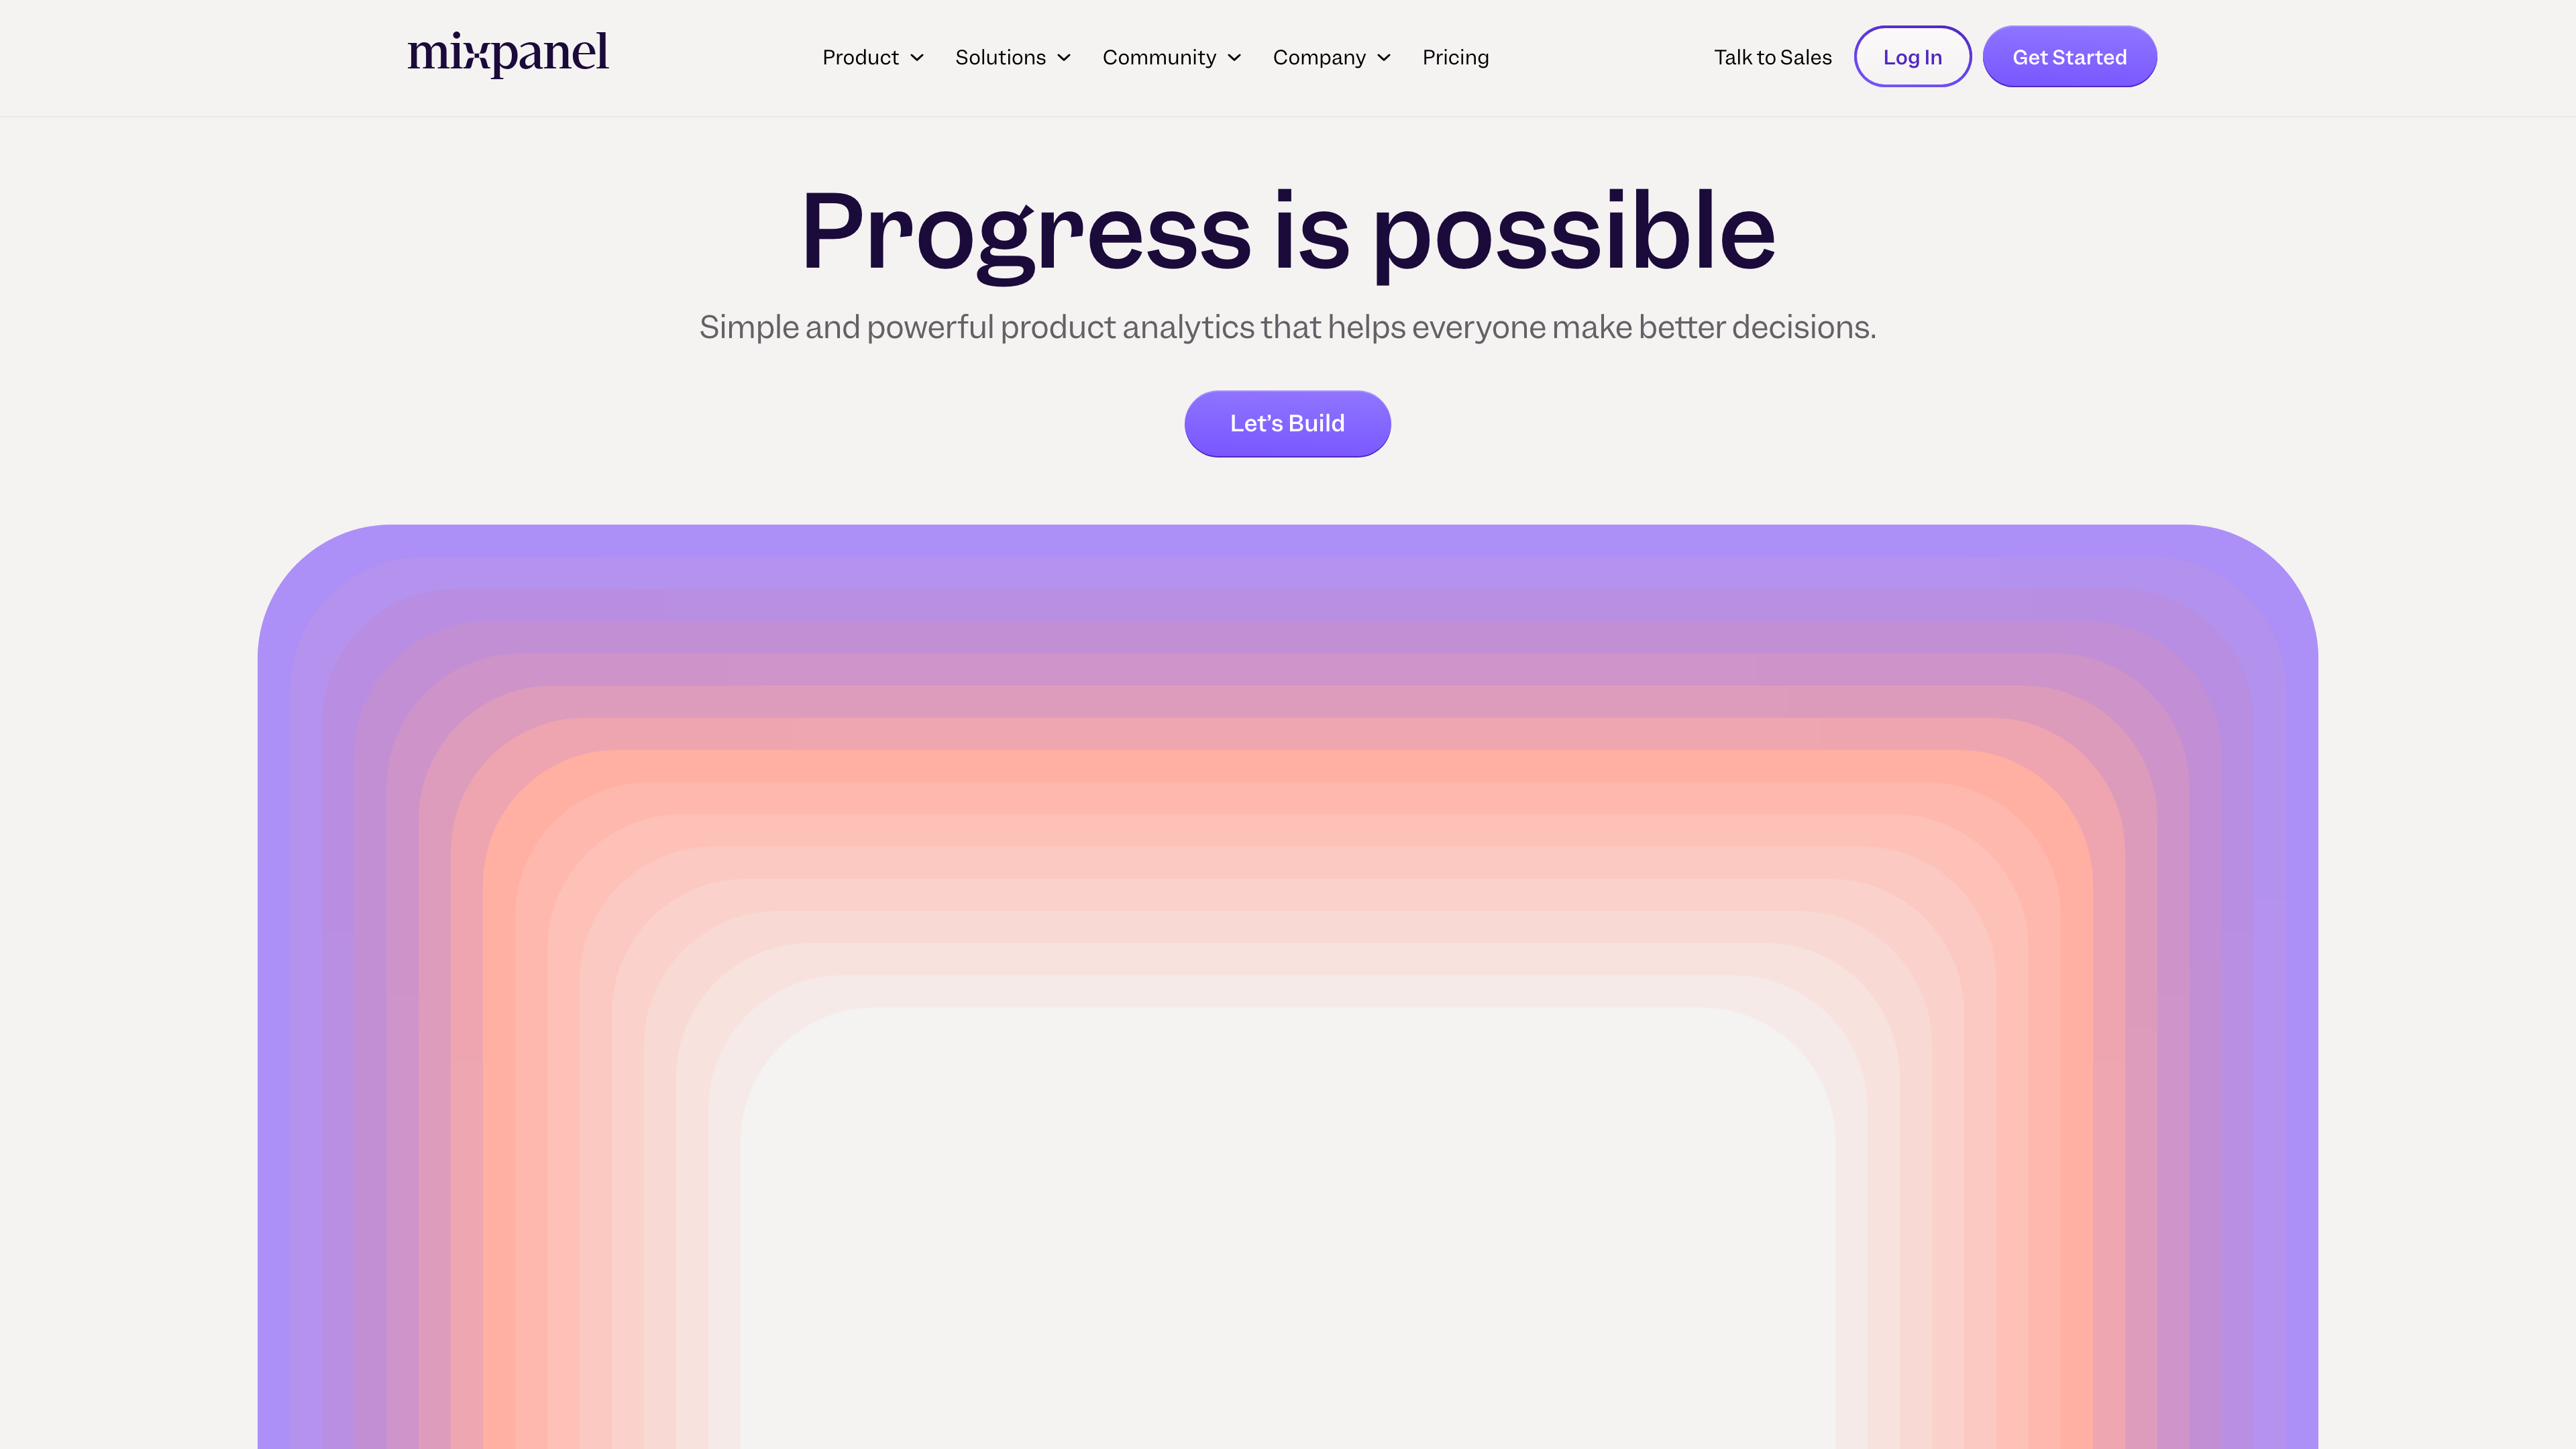 mixpanel
Product Solutions Community Company Pricing
Talk to Sales Log In Get Started
Progress is possible
Simple and powerful product analytics that helps everyone make better decisions.
Let’s Build